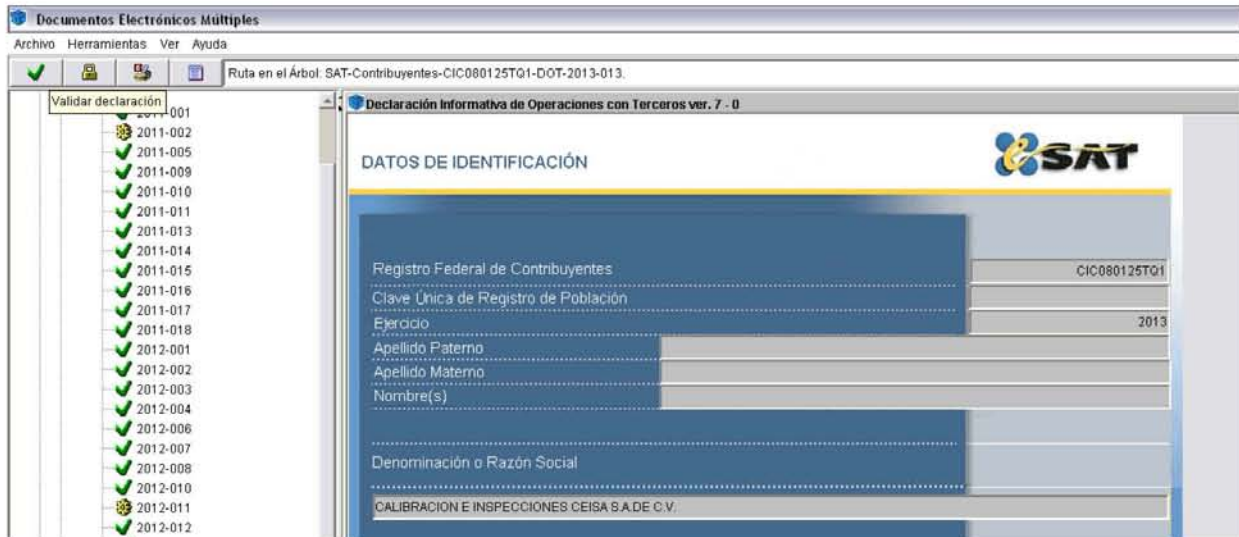 Documentos Electrónicos Múltiples
Archivo Herramientas Ver Ayuda
Ruta en el Árbol: SAT-Contribuyentes-CIC080125TQ1-DOT-2013-013.
Validar declaración
2011-001
2011-002
2011-005
2011-009
2011-010
2011-011
2011-013
2011-014
2011-015
2011-016
2011-017
2011-018
2012-001
2012-002
2012-003
2012-004
2012-006
2012-007
2012-008
2012-010
2012-011
2012-012
Declaración Informativa de Operaciones con Terceros ver. 7 - 0
DATOS DE IDENTIFICACIÓN
eSAT
Registro Federal de Contribuyentes CIC080125TQ1
Clave Única de Registro de Población
Ejercicio 2013
Apellido Paterno
Apellido Materno
Nombre(s)
Denominación o Razón Social
CALIBRACION E INSPECCIONES CEISA S.A.DE C.V.